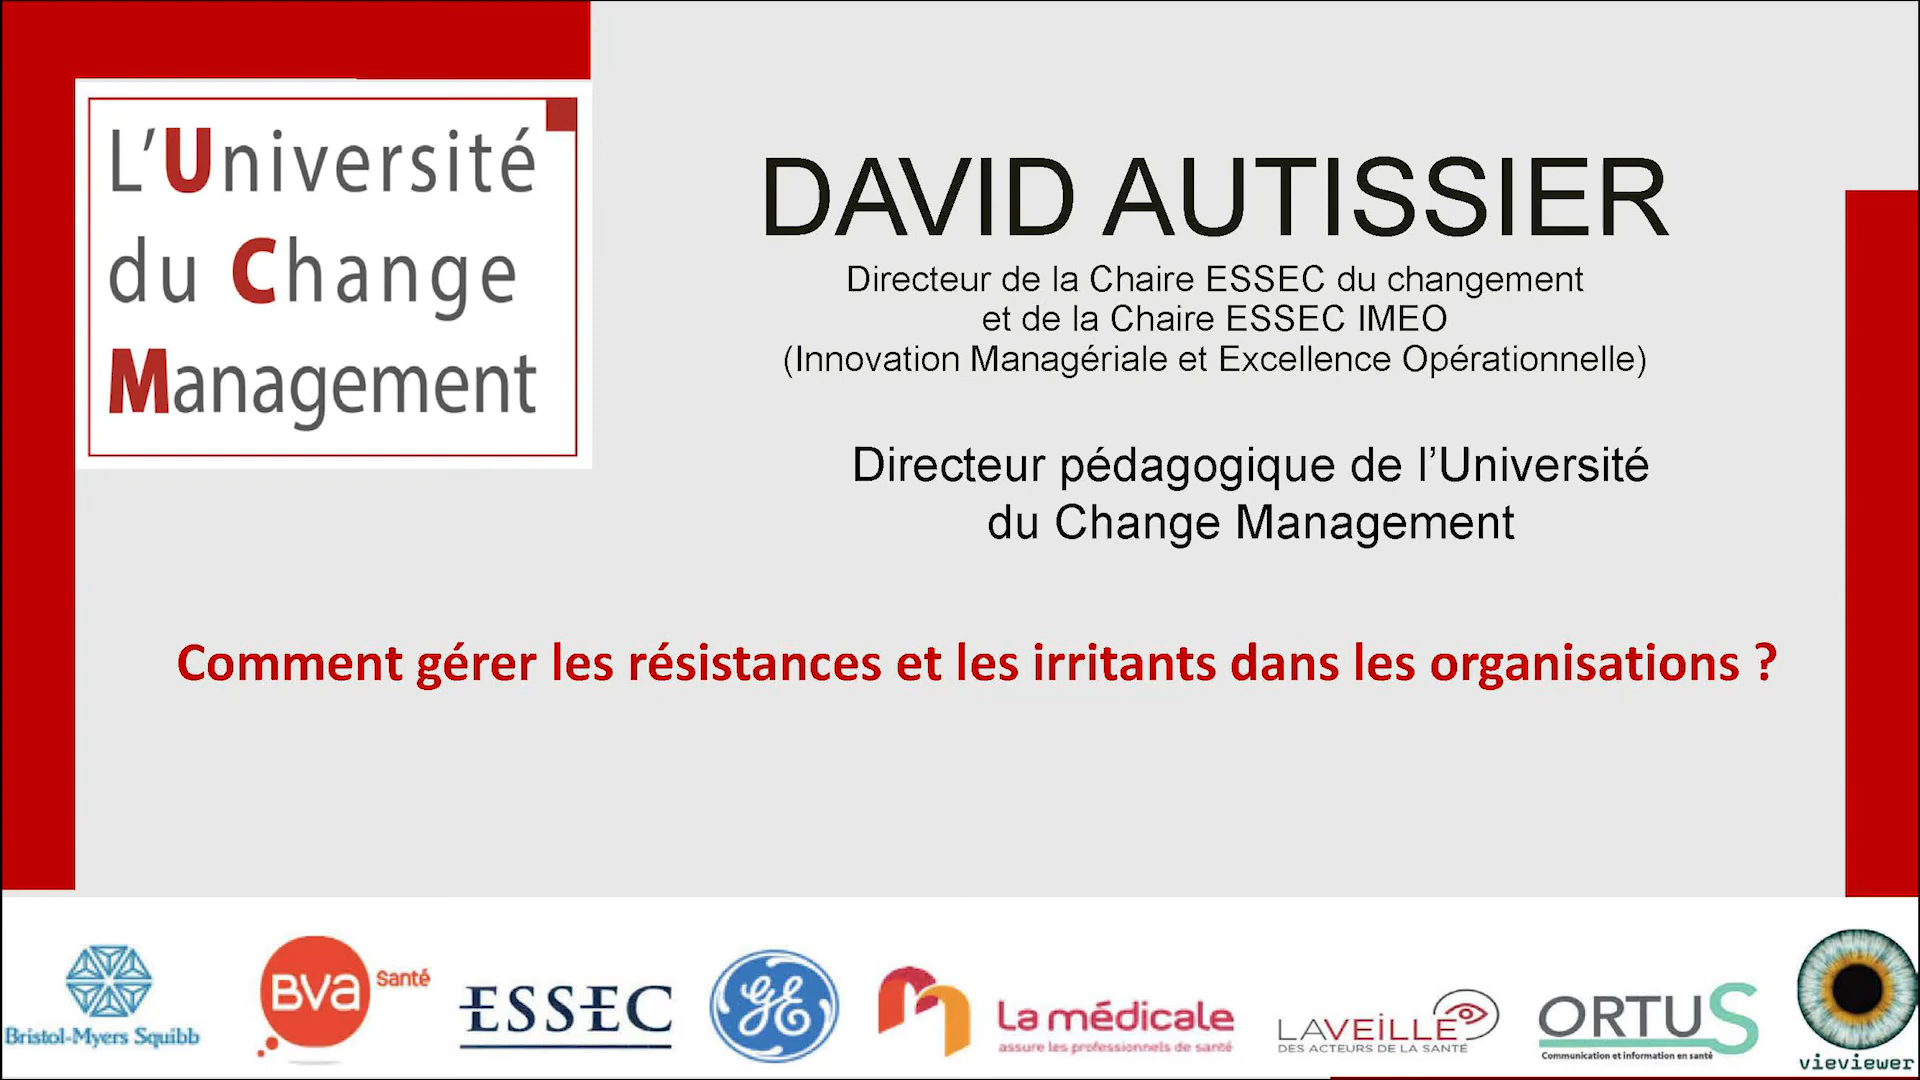 L'Université
du Change
Management
DAVID AUTISSIER
Directeur de la Chaire ESSEC du changement
et de la Chaire ESSEC IMEO
(Innovation Managériale et Excellence Opérationnelle)
Directeur pédagogique de l’Université
du Change Management
Comment gérer les résistances et les irritants dans les organisations ?
Bristol-Myers Squibb
BVa Santé
ESSEC
GE
La médicale
assure les professionnels de santé
LAVEiLLE
DES ACTEURS DE LA SANTÉ
ORTUS
Communication et information en santé
vieviewer